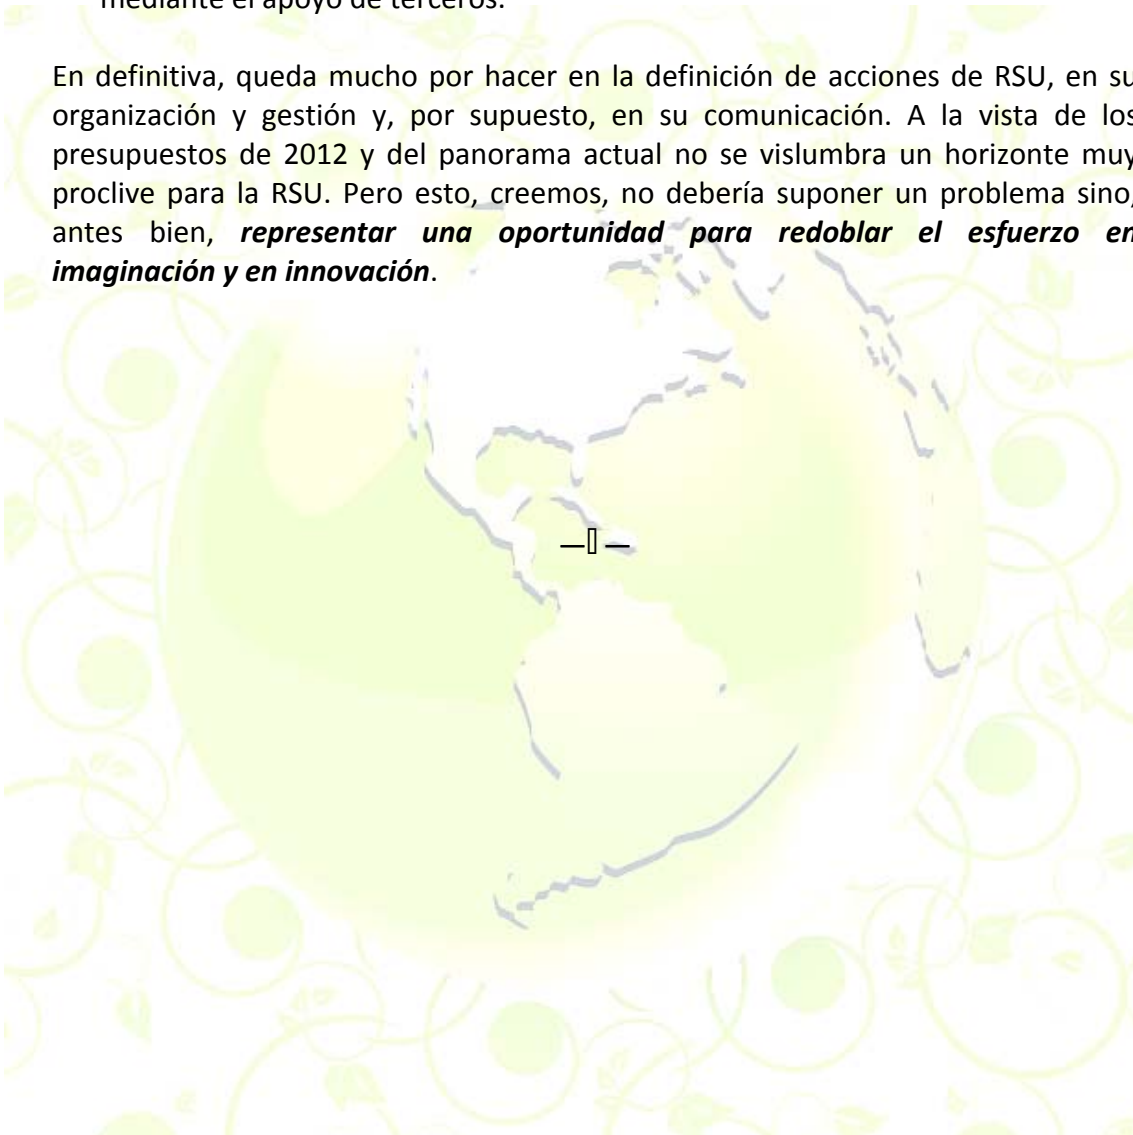 mediante el apoyo de terceros.
En definitiva, queda mucho por hacer en la definición de acciones de RSU, en su
organización y gestión y, por supuesto, en su comunicación. A la vista de los
presupuestos de 2012 y del panorama actual no se vislumbra un horizonte muy
proclive para la RSU. Pero esto, creemos, no debería suponer un problema sino,
antes bien, representar una oportunidad para redoblar el esfuerzo en
imaginación y en innovación.
—▯—